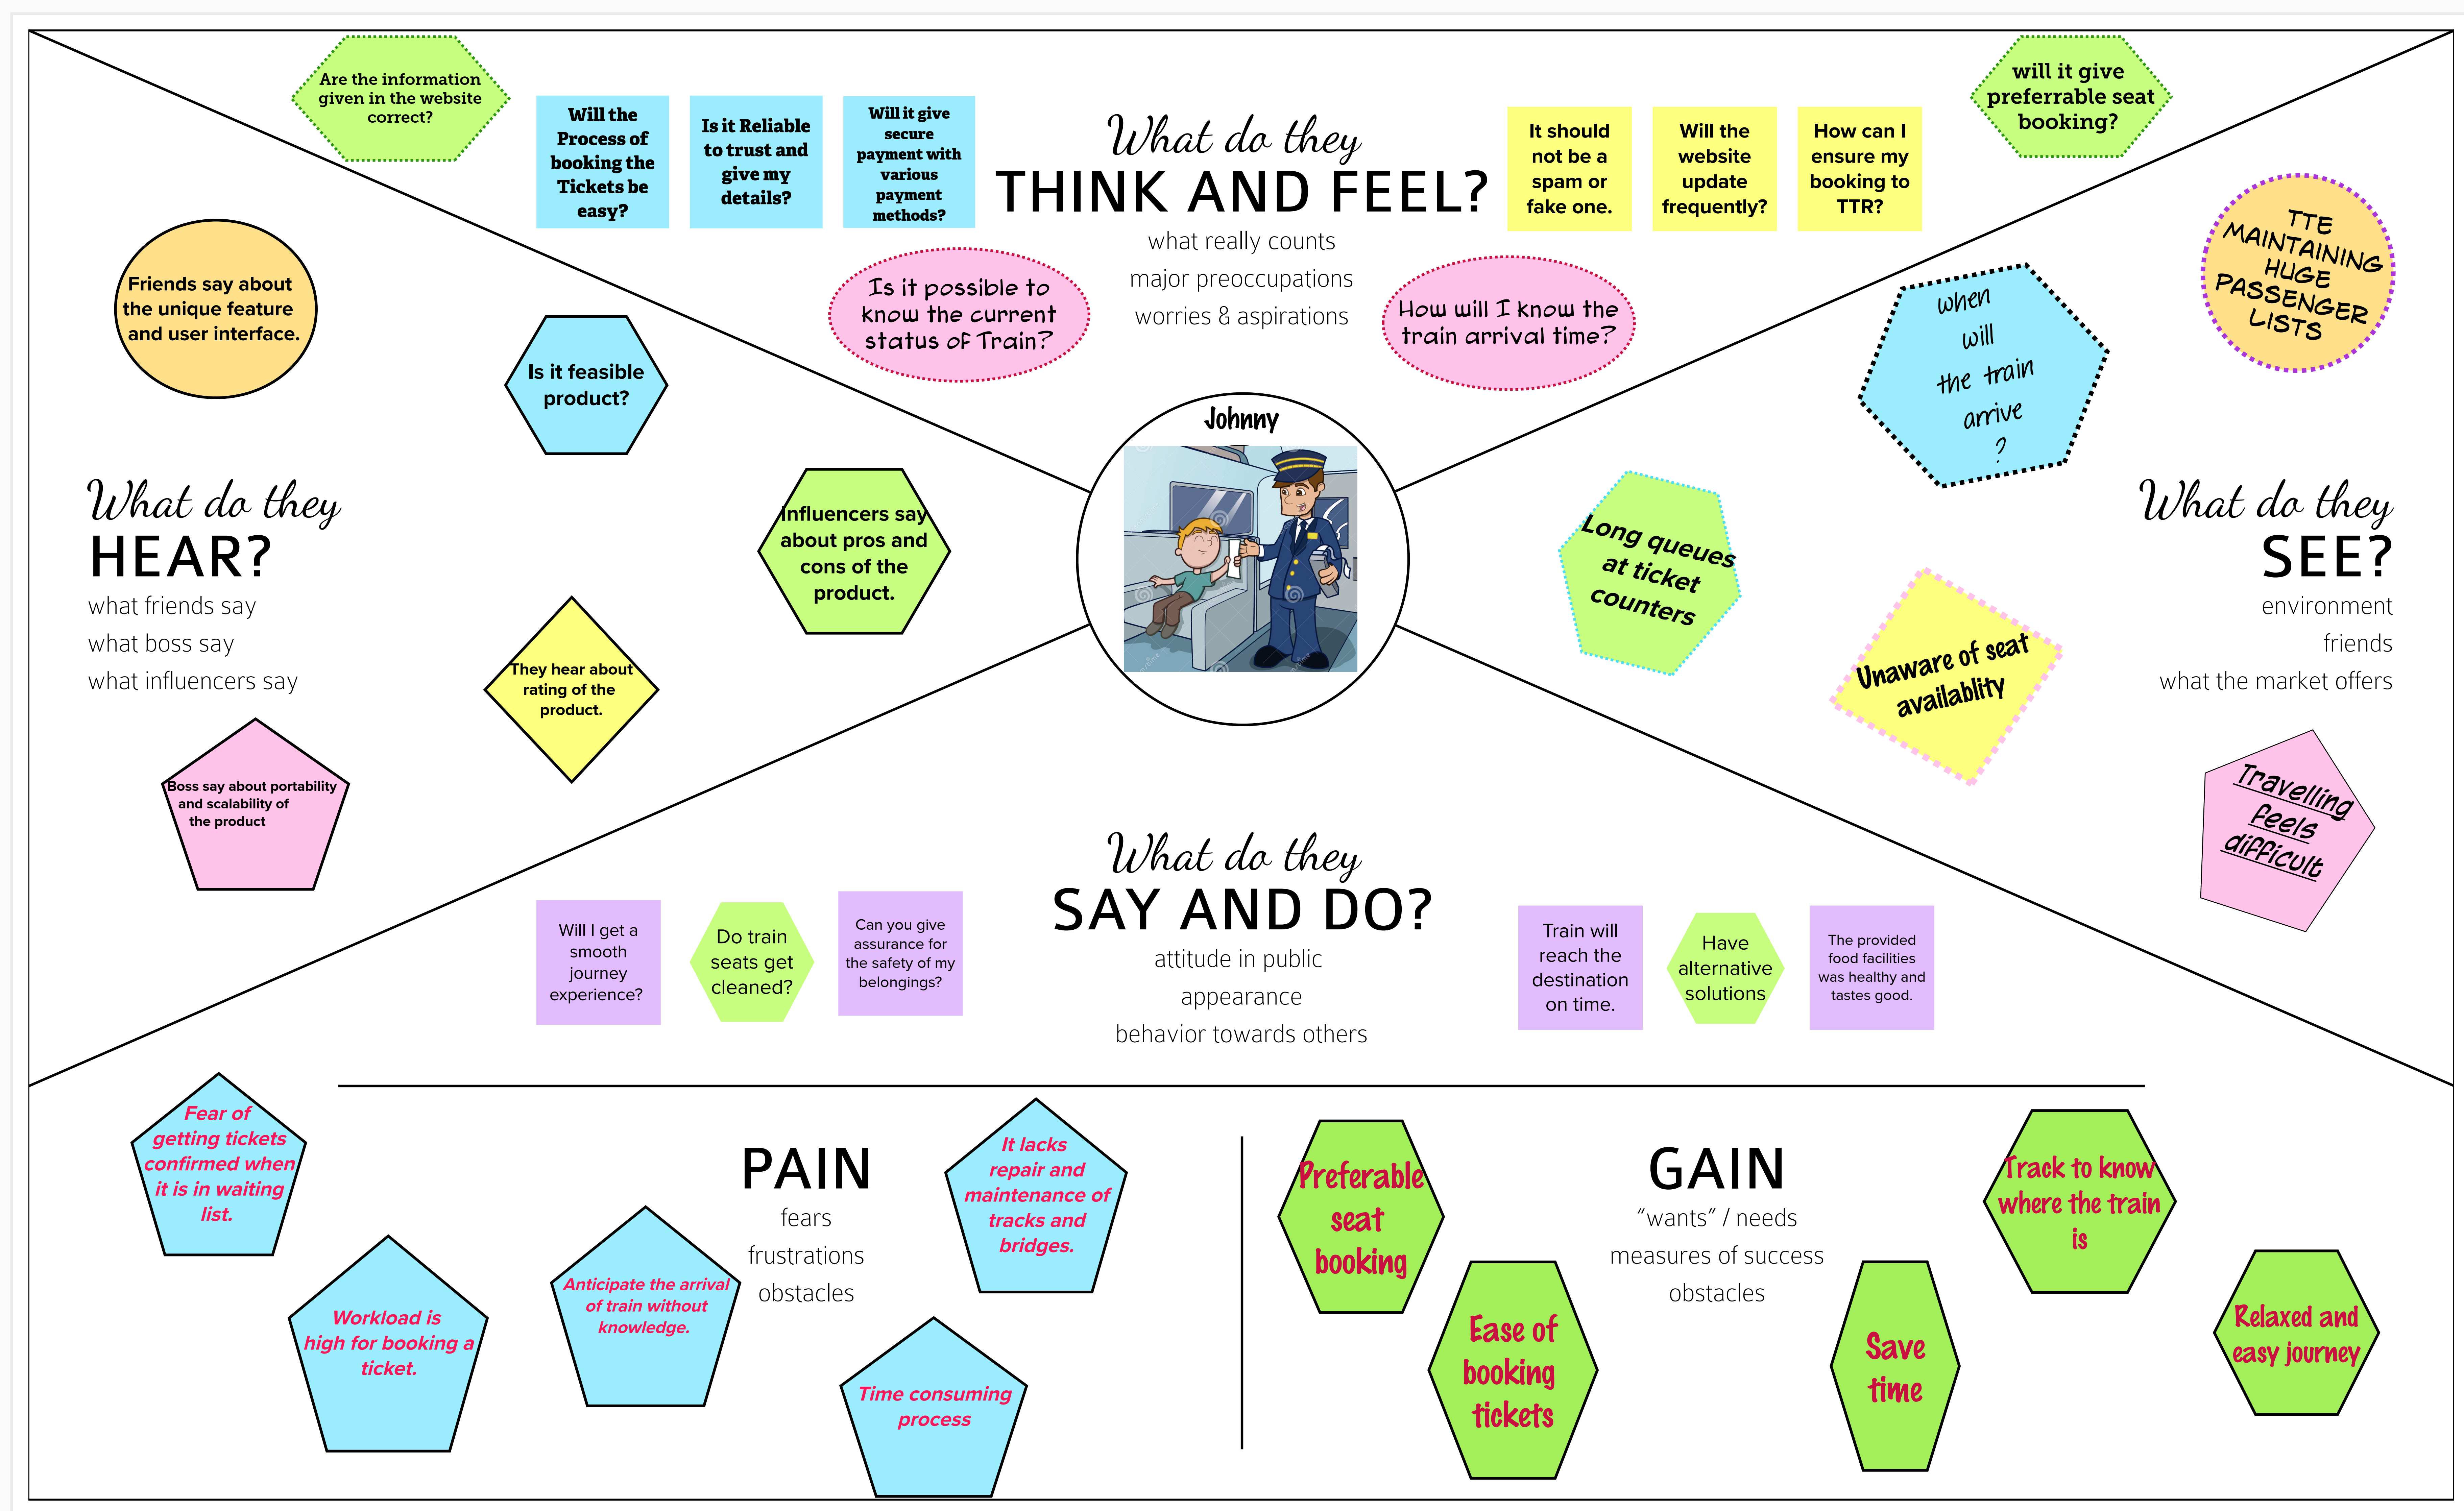 Are the information
given in the website
correct?
Will the
Process of
booking the
Tickets be
easy?
Is it Reliable
to trust and
give my
details?
Will it give
secure
payment with
various
payment
methods?
What do they
THINK AND FEEL?
what really counts
major preoccupations
worries & aspirations
It should
not be a
spam or
fake one.
Will the
website
update
frequently?
How can I
ensure my
booking to
TTR?
will it give
preferrable seat
booking?
Is it possible to
know the current
status of Train?
How will I know the
train arrival time?
Friends say about
the unique feature
and user interface.
Is it feasible
product?
What do they
HEAR?
what friends say
what boss say
what influencers say
Influencers say
about pros and
cons of the
product.
They hear about
rating of the
product.
Boss say about portability
and scalability of
the product
Johnny
TTE
MAINTAINING
HUGE
PASSENGER
LISTS
when
will
the train
arrive
?
What do they
SEE?
environment
friends
what the market offers
Long queues
at ticket
counters
Unaware of seat
availablity
Travelling
feels
difficult
What do they
SAY AND DO?
attitude in public
appearance
behavior towards others
Will I get a
smooth
journey
experience?
Do train
seats get
cleaned?
Can you give
assurance for
the safety of my
belongings?
Train will
reach the
destination
on time.
Have
alternative
solutions
The provided
food facilities
was healthy and
tastes good.
PAIN
fears
frustrations
obstacles
Fear of
getting tickets
confirmed when
it is in waiting
list.
Workload is
high for booking a
ticket.
Anticipate the arrival
of train without
knowledge.
It lacks
repair and
maintenance of
tracks and
bridges.
Time consuming
process
GAIN
“wants” / needs
measures of success
obstacles
Preferable
seat
booking
Ease of
booking
tickets
Save
time
Track to know
where the train
is
Relaxed and
easy journey